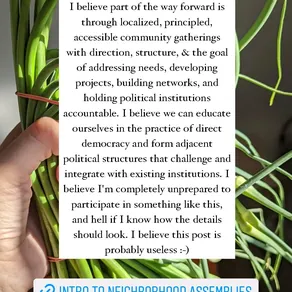 I believe part of the way forward is
through localized, principled,
accessible community gatherings
with direction, structure, & the goal
of addressing needs, developing
projects, building networks, and
holding political institutions
accountable. I believe we can educate
ourselves in the practice of direct
democracy and form adjacent
political structures that challenge and
integrate with existing institutions. I
believe I'm completely unprepared to
participate in something like this,
and hell if I know how the details
should look. I believe this post is
probably useless :-)
INTRO TO NEIGHBORHOOD ASSEMBLIES